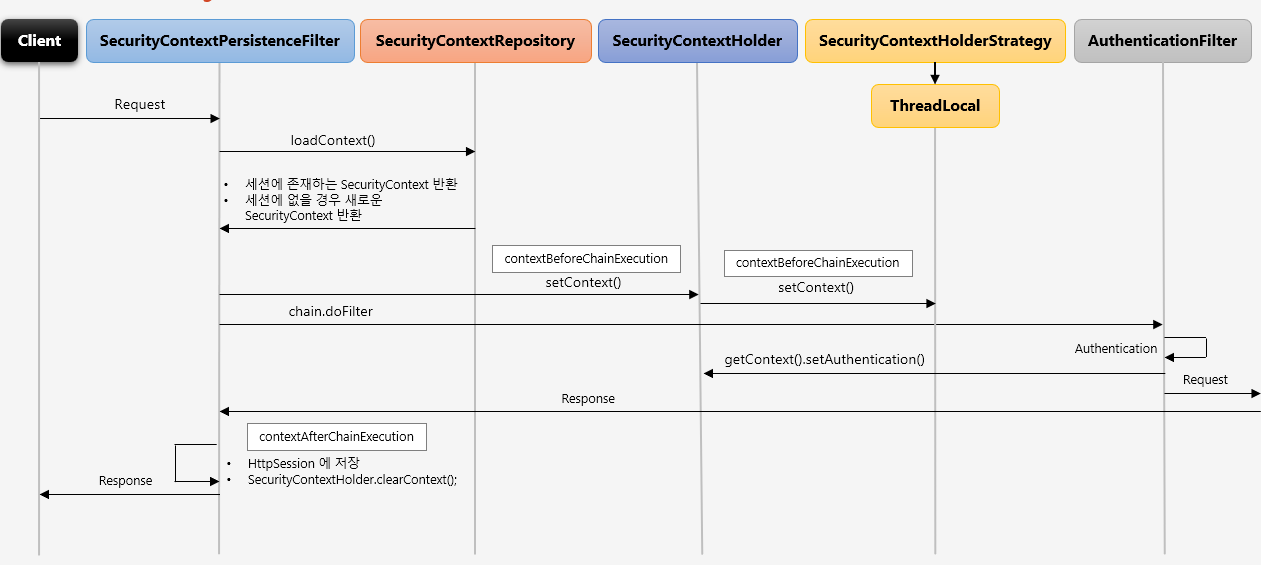 Client
SecurityContextPersistenceFilter
SecurityContextRepository
SecurityContextHolder
SecurityContextHolderStrategy
AuthenticationFilter
ThreadLocal
Request
loadContext()
• 세션에 존재하는 SecurityContext 반환
• 세션에 없을 경우 새로운
SecurityContext 반환
contextBeforeChainExecution
contextBeforeChainExecution
setContext()
setContext()
chain.doFilter
Authentication
getContext().setAuthentication()
Request
Response
contextAfterChainExecution
• HttpSession 에 저장
• SecurityContextHolder.clearContext();
Response